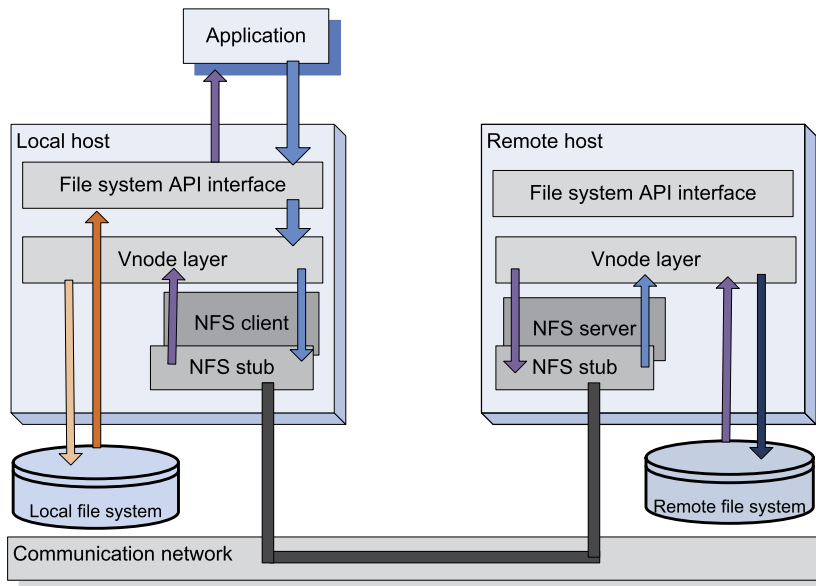 Application
Local host
File system API interface
Vnode layer
NFS client
NFS stub
Local file system
Remote host
File system API interface
Vnode layer
NFS server
NFS stub
Remote file system
Communication network